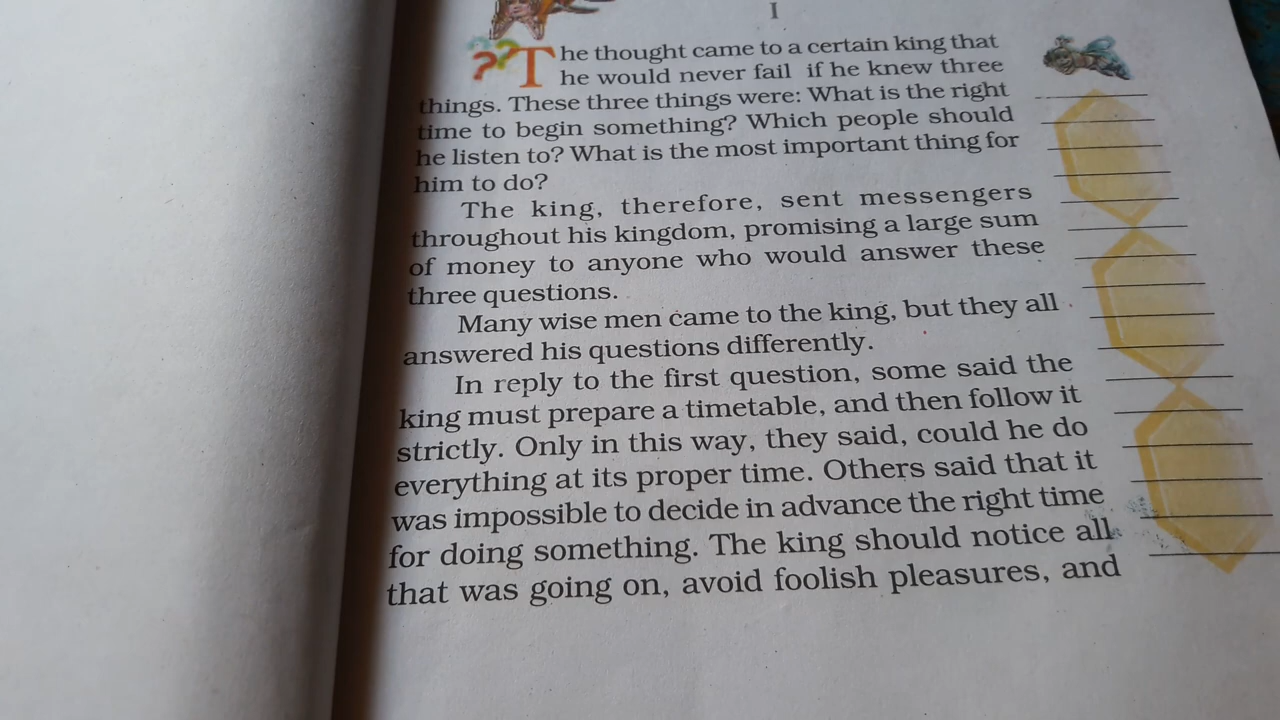 I
The thought came to a certain king that
he would never fail if he knew three
things. These three things were: What is the right
time to begin something? Which people should
he listen to? What is the most important thing for
him to do?
The king, therefore, sent messengers
throughout his kingdom, promising a large sum
of money to anyone who would answer these
three questions.
Many wise men came to the king, but they all
answered his questions differently.
In reply to the first question, some said the
king must prepare a timetable, and then follow it
strictly. Only in this way, they said, could he do
everything at its proper time. Others said that it
was impossible to decide in advance the right time
for doing something. The king should notice all
that was going on, avoid foolish pleasures, and